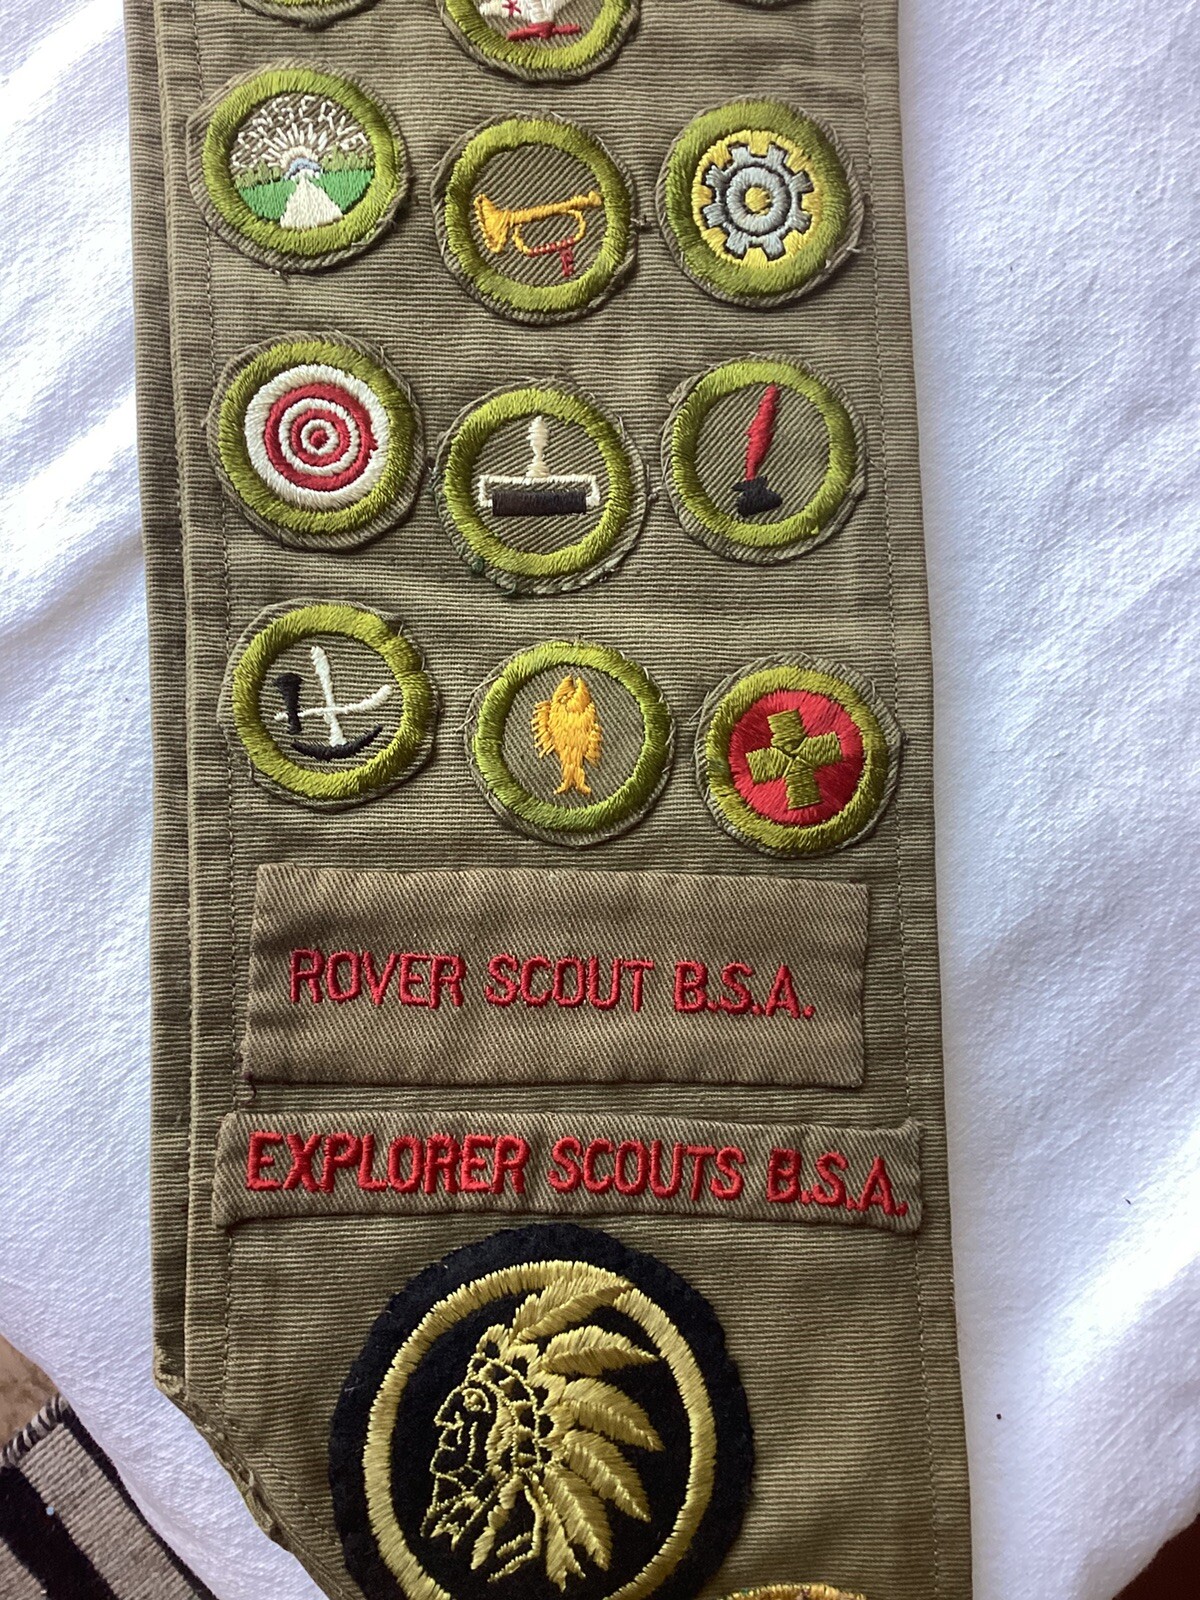 CONSERVE
ROVER SCOUT B.S.A.
EXPLORER SCOUTS B.S.A.